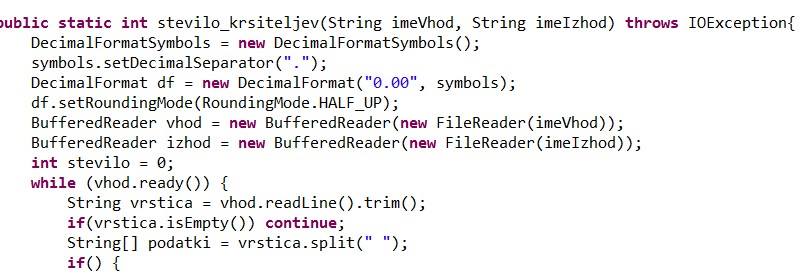 public static int stevilo_krsiteljev(String imeVhod, String imeIzhod) throws IOException{
DecimalFormatSymbols = new DecimalFormatSymbols();
symbols.setDecimalSeparator(".");
DecimalFormat df = new DecimalFormat("0.00", symbols);
df.setRoundingMode(RoundingMode.HALF_UP);
BufferedReader vhod = new BufferedReader(new FileReader(imeVhod));
BufferedReader izhod = new BufferedReader(new FileReader(imeIzhod));
int stevilo = 0;
while (vhod.ready()) {
String vrstica = vhod.readLine().trim();
if(vrstica.isEmpty()) continue;
String[] podatki = vrstica.split(" ");
if() {